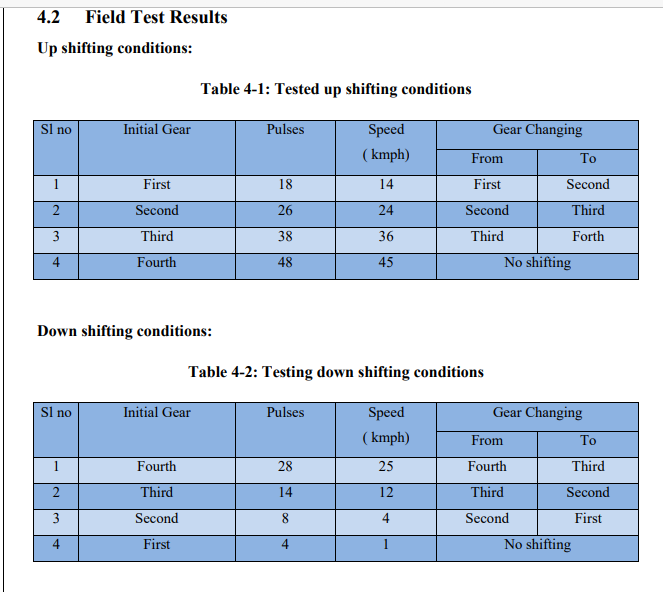 4.2 Field Test Results
Up shifting conditions:
Table 4-1: Tested up shifting conditions
Sl no Initial Gear Pulses Speed ( kmph) Gear Changing
From To
1 First 18 14 First Second
2 Second 26 24 Second Third
3 Third 38 36 Third Forth
4 Fourth 48 45 No shifting
Down shifting conditions:
Table 4-2: Testing down shifting conditions
Sl no Initial Gear Pulses Speed ( kmph) Gear Changing
From To
1 Fourth 28 25 Fourth Third
2 Third 14 12 Third Second
3 Second 8 4 Second First
4 First 4 1 No shifting